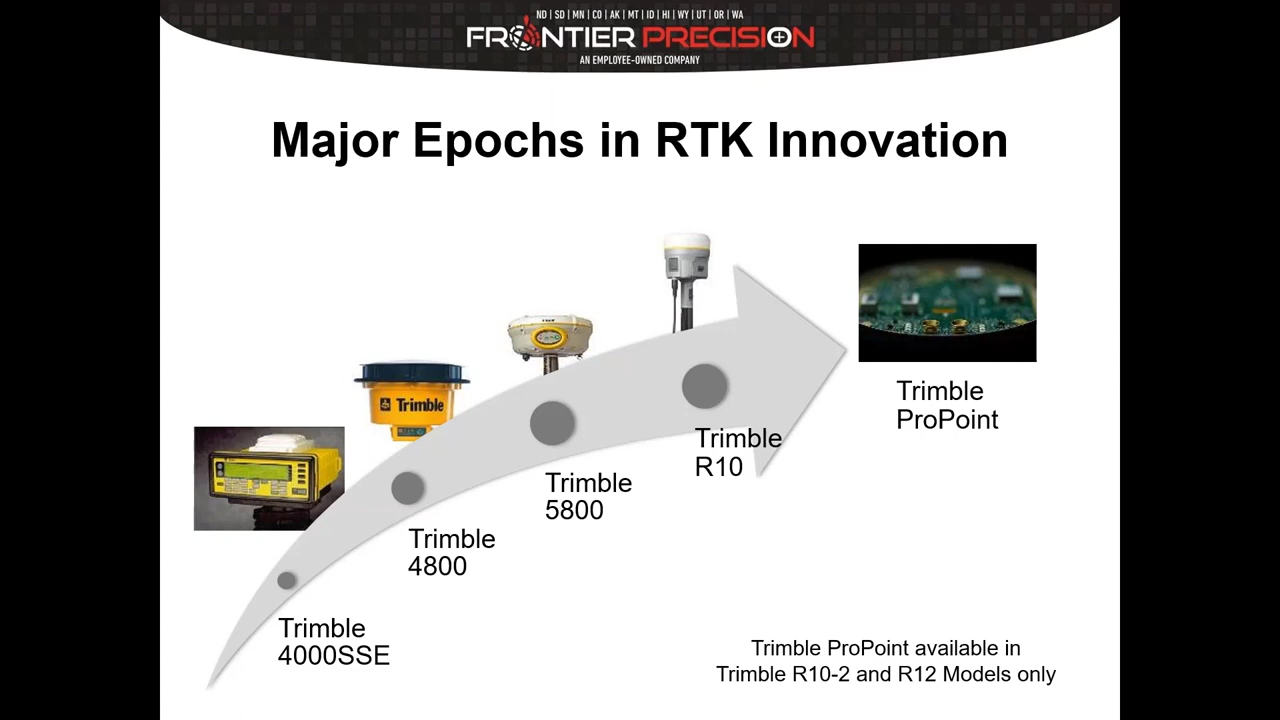 ND | SD | MN | CO | AK | MT | ID | HI | WY | UT | OR | WA
FRONTIER PRECISION
AN EMPLOYEE-OWNED COMPANY
Major Epochs in RTK Innovation
Trimble
Trimble
ProPoint
Trimble
R10
Trimble
5800
Trimble
4800
Trimble
4000SSE
Trimble ProPoint available in
Trimble R10-2 and R12 Models only